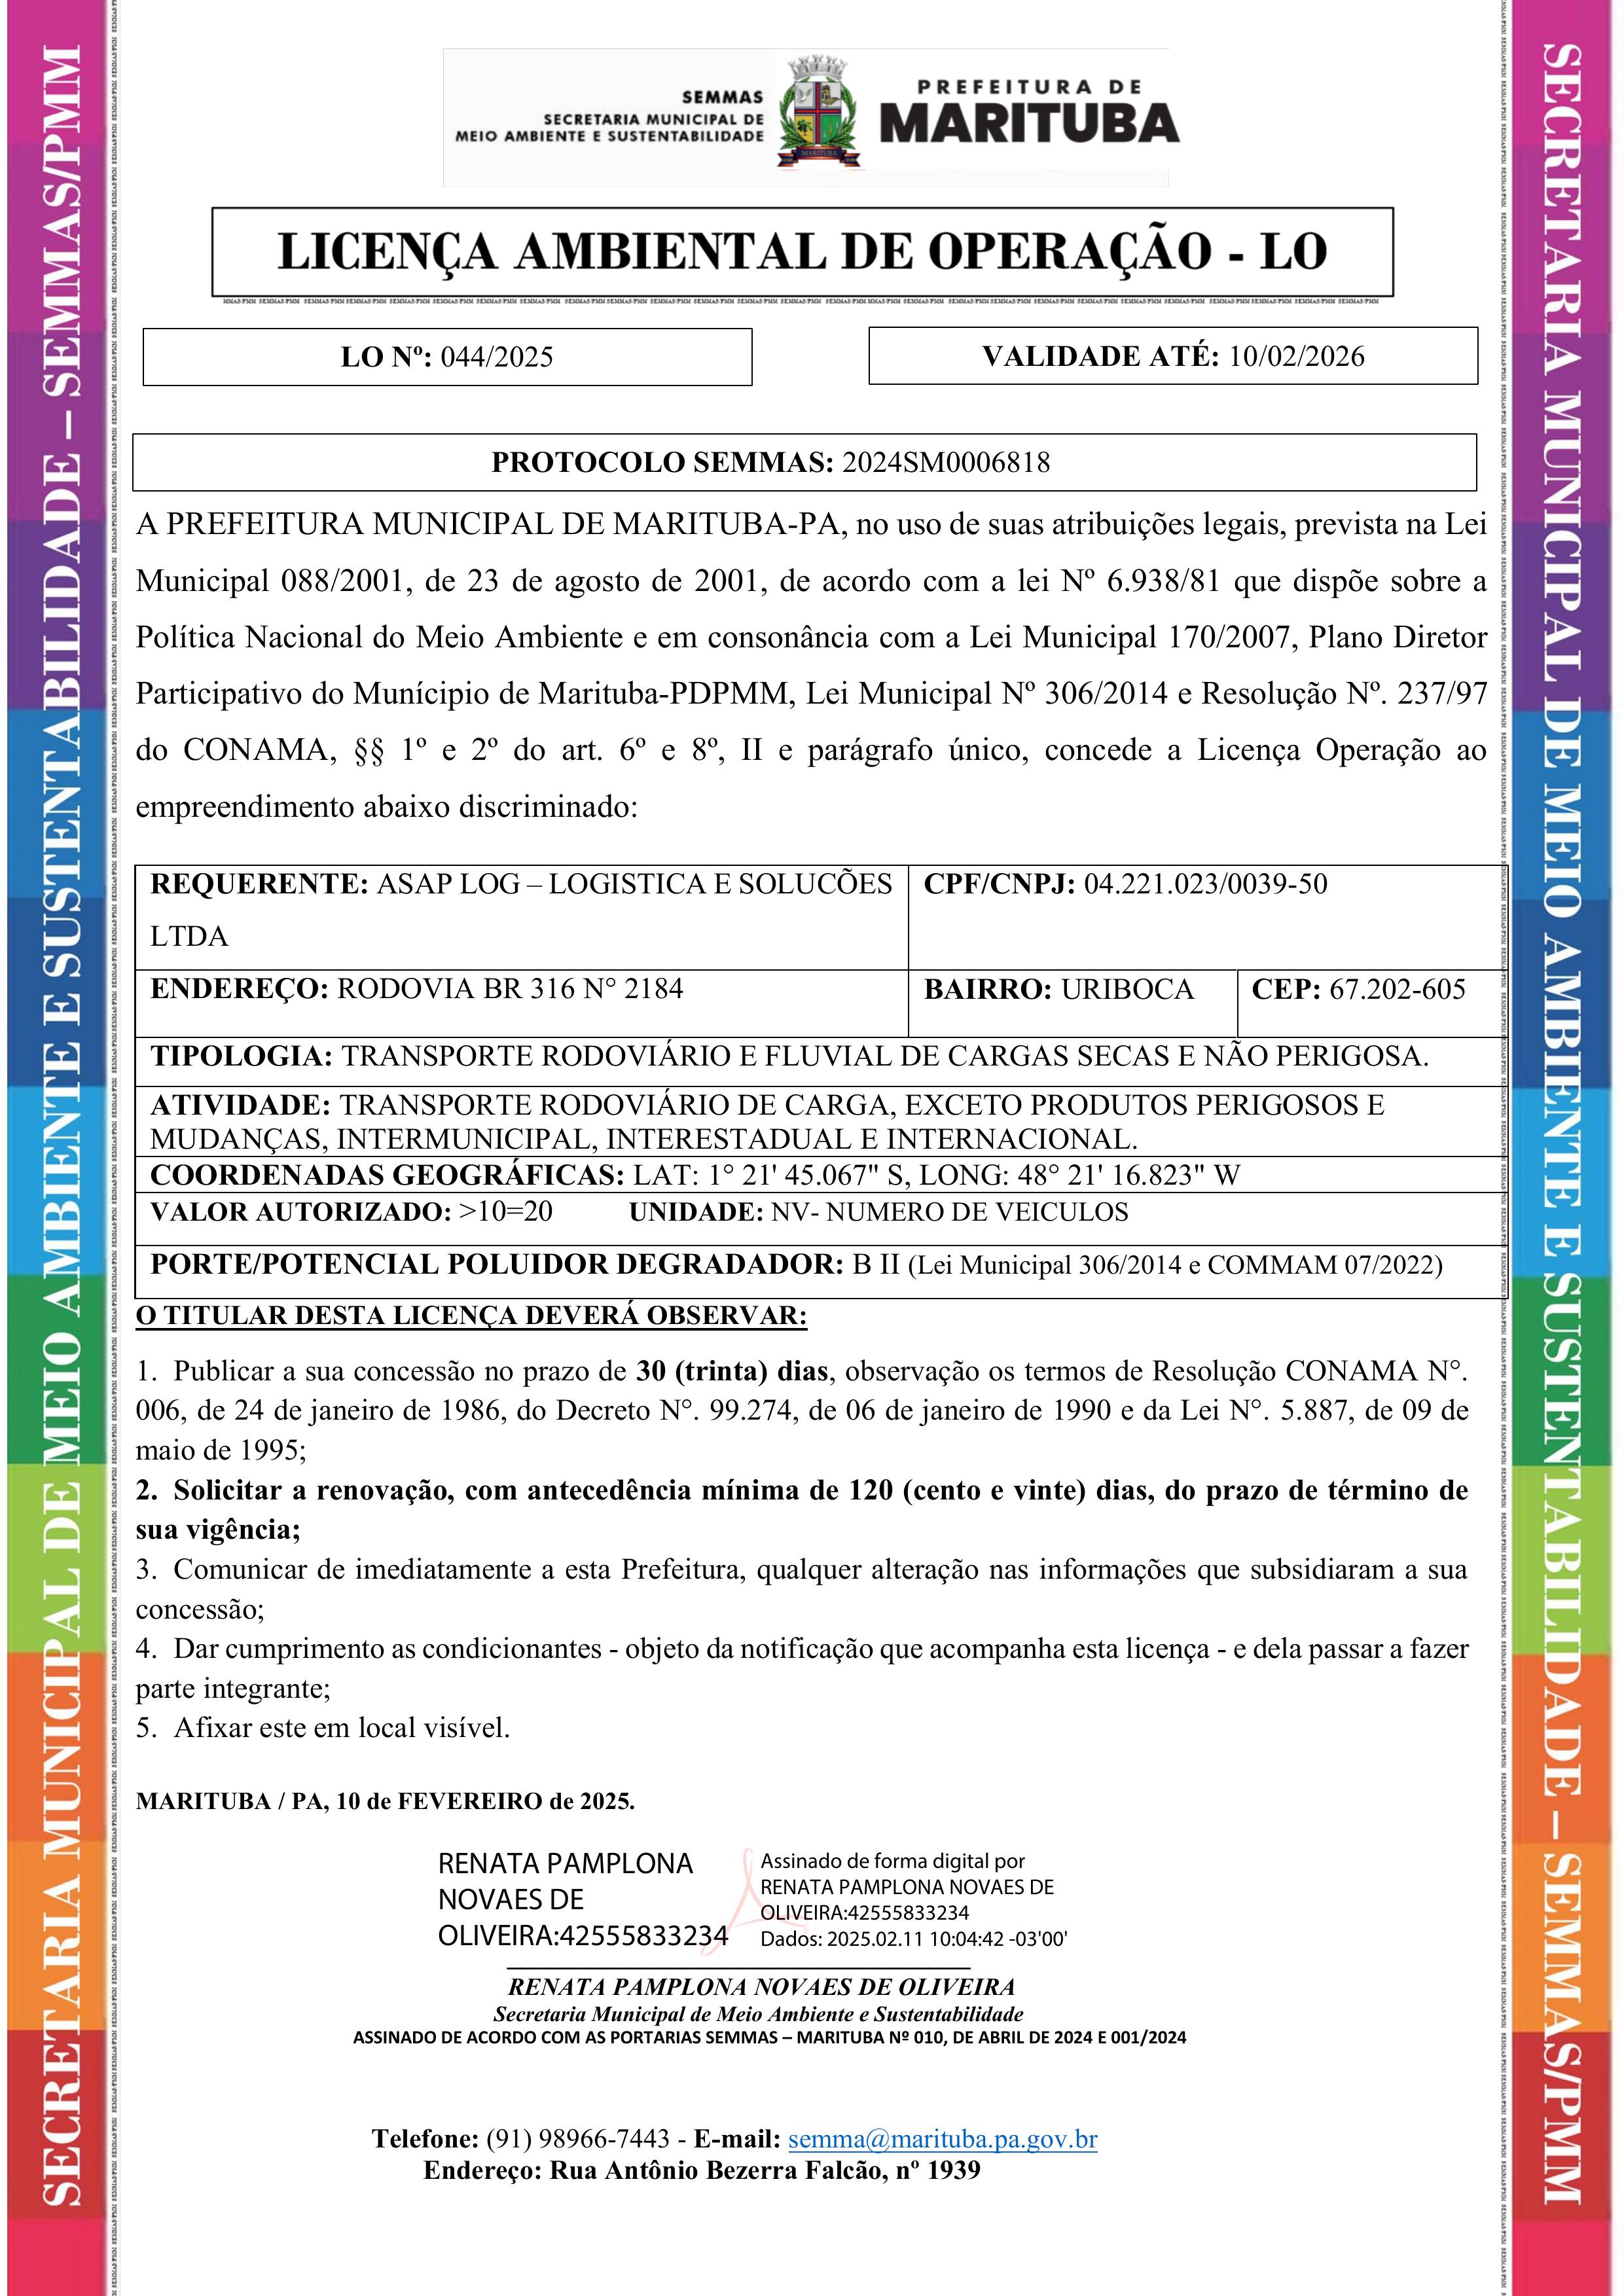 SECRETARIA MUNICIPAL DE MEIO AMBIENTE E SUSTENTABILIDADE – SEMMAS/PMM
SEMMAS
SECRETARIA MUNICIPAL DE
MEIO AMBIENTE E SUSTENTABILIDADE
PREFEITURA DE
MARITUBA
MARITUBA
LICENÇA AMBIENTAL DE OPERAÇÃO - LO
LO Nº: 044/2025
VALIDADE ATÉ: 10/02/2026
PROTOCOLO SEMMAS: 2024SM0006818
A PREFEITURA MUNICIPAL DE MARITUBA-PA, no uso de suas atribuições legais, prevista na Lei
Municipal 088/2001, de 23 de agosto de 2001, de acordo com a lei Nº 6.938/81 que dispõe sobre a
Política Nacional do Meio Ambiente e em consonância com a Lei Municipal 170/2007, Plano Diretor
Participativo do Munícipio de Marituba-PDPMM, Lei Municipal Nº 306/2014 e Resolução Nº. 237/97
do CONAMA, §§ 1º e 2º do art. 6º e 8º, II e parágrafo único, concede a Licença Operação ao
empreendimento abaixo discriminado:
REQUERENTE: ASAP LOG – LOGISTICA E SOLUCÕES
LTDA
CPF/CNPJ: 04.221.023/0039-50
ENDEREÇO: RODOVIA BR 316 N° 2184
BAIRRO: URIBOCA
CEP: 67.202-605
TIPOLOGIA: TRANSPORTE RODOVIÁRIO E FLUVIAL DE CARGAS SECAS E NÃO PERIGOSA.
ATIVIDADE: TRANSPORTE RODOVIÁRIO DE CARGA, EXCETO PRODUTOS PERIGOSOS E
MUDANÇAS, INTERMUNICIPAL, INTERESTADUAL E INTERNACIONAL.
COORDENADAS GEOGRÁFICAS: LAT: 1° 21' 45.067" S, LONG: 48° 21' 16.823" W
VALOR AUTORIZADO: >10=20 UNIDADE: NV- NUMERO DE VEICULOS
PORTE/POTENCIAL POLUIDOR DEGRADADOR: B II (Lei Municipal 306/2014 e COMMAM 07/2022)
O TITULAR DESTA LICENÇA DEVERÁ OBSERVAR:
1. Publicar a sua concessão no prazo de 30 (trinta) dias, observação os termos de Resolução CONAMA N°.
006, de 24 de janeiro de 1986, do Decreto N°. 99.274, de 06 de janeiro de 1990 e da Lei N°. 5.887, de 09 de
maio de 1995;
2. Solicitar a renovação, com antecedência mínima de 120 (cento e vinte) dias, do prazo de término de
sua vigência;
3. Comunicar de imediatamente a esta Prefeitura, qualquer alteração nas informações que subsidiaram a sua
concessão;
4. Dar cumprimento as condicionantes - objeto da notificação que acompanha esta licença - e dela passar a fazer
parte integrante;
5. Afixar este em local visível.
MARITUBA / PA, 10 de FEVEREIRO de 2025.
RENATA PAMPLONA
NOVAES DE
OLIVEIRA:42555833234
Assinado de forma digital por
RENATA PAMPLONA NOVAES DE
OLIVEIRA:42555833234
Dados: 2025.02.11 10:04:42 -03'00'
RENATA PAMPLONA NOVAES DE OLIVEIRA
Secretaria Municipal de Meio Ambiente e Sustentabilidade
ASSINADO DE ACORDO COM AS PORTARIAS SEMMAS – MARITUBA Nº 010, DE ABRIL DE 2024 E 001/2024
Telefone: (91) 98966-7443 - E-mail: semma@marituba.pa.gov.br
Endereço: Rua Antônio Bezerra Falcão, nº 1939
SECRETARIA MUNICIPAL DE MEIO AMBIENTE E SUSTENTABILIDADE – SEMMAS/PMM